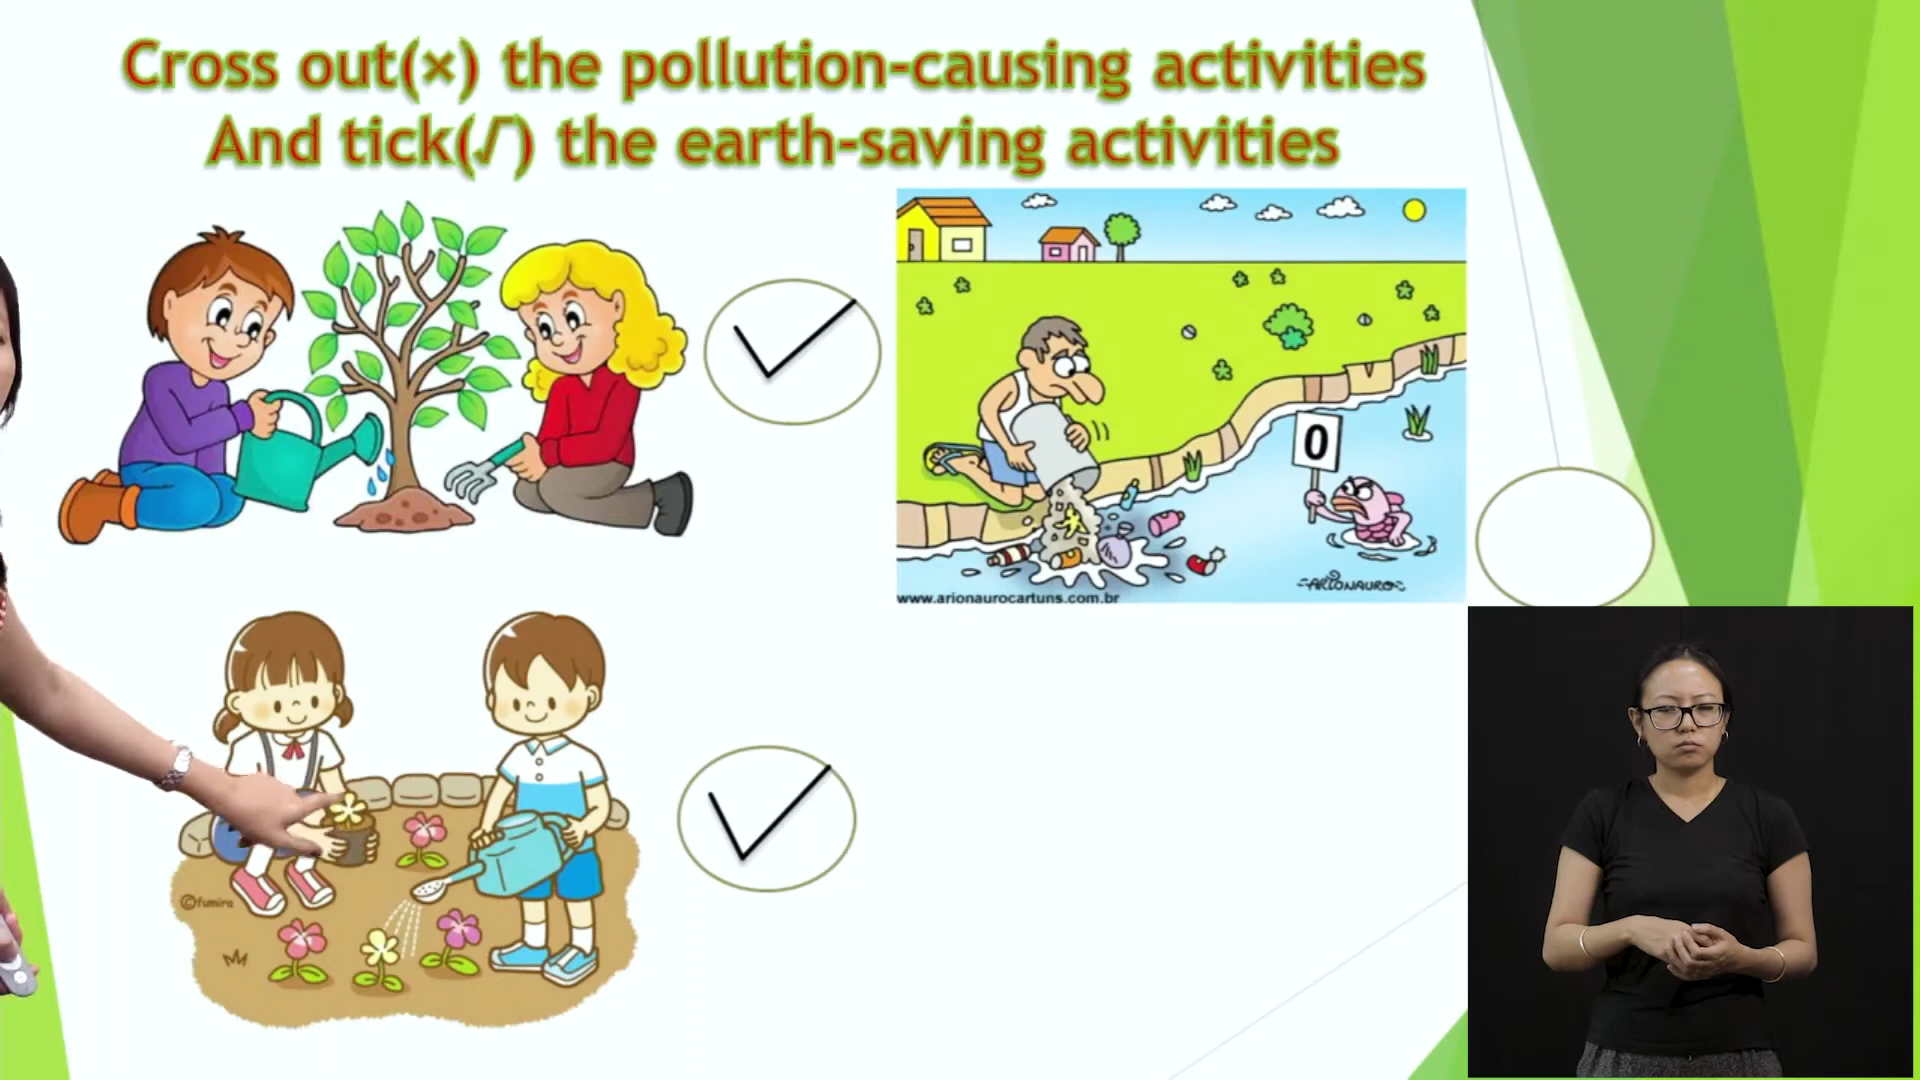 Cross out(×) the pollution-causing activities
And tick(√) the earth-saving activities
0
-ARIONAURO-
www.arionaurocartuns.com.br
©fumira